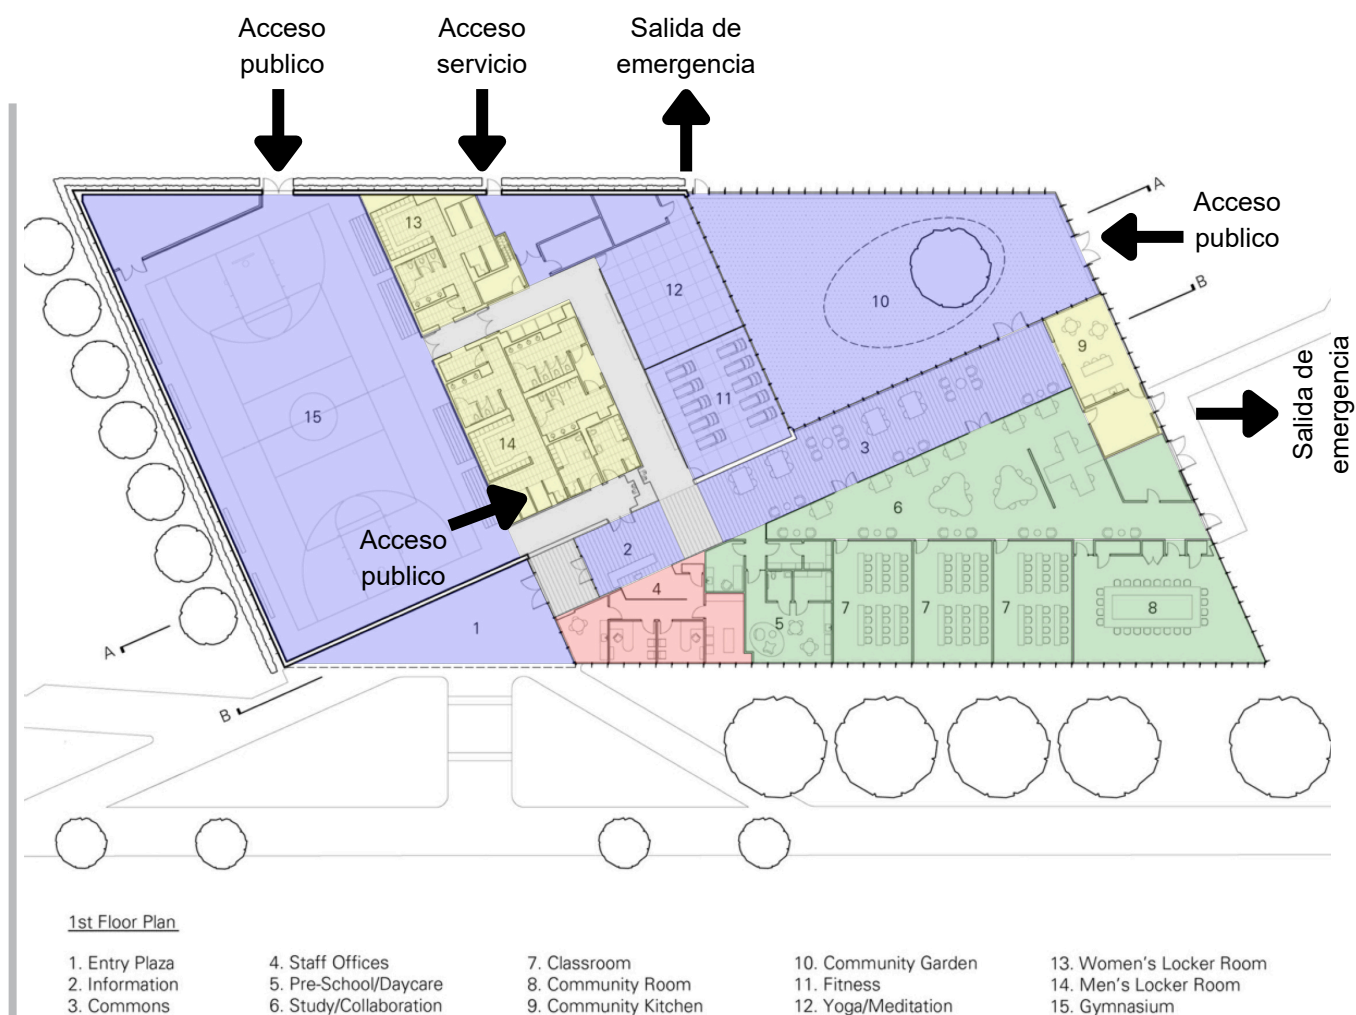 Acceso
publico
Acceso
servicio
Salida de
emergencia
A
Acceso
publico
B
13
12
10
9
Salida de
emergencia
11
15
3
14
6
Acceso
publico
2
4
7
7
7
8
5
1
A
B
1st Floor Plan
1. Entry Plaza
2. Information
3. Commons
4. Staff Offices
5. Pre-School/Daycare
6. Study/Collaboration
7. Classroom
8. Community Room
9. Community Kitchen
10. Community Garden
11. Fitness
12. Yoga/Meditation
13. Women's Locker Room
14. Men's Locker Room
15. Gymnasium